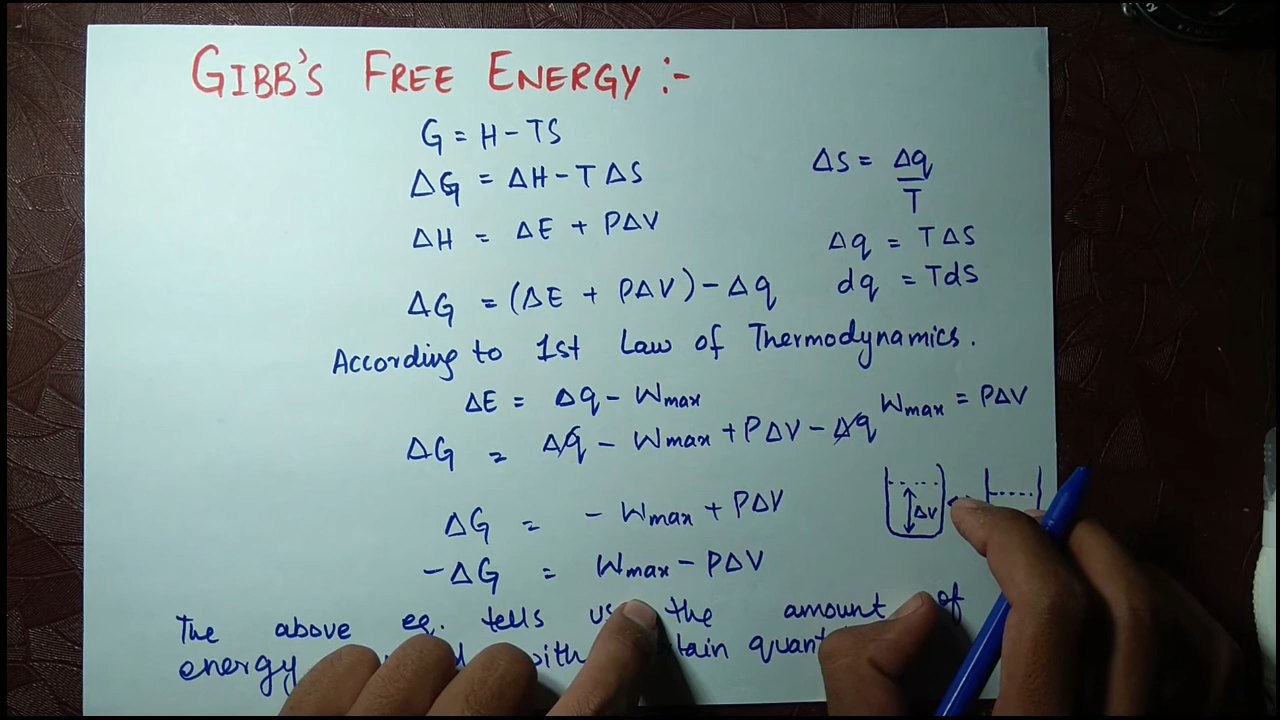 GIBB'S FREE ENERGY :-
G = H - TS
ΔG = ΔH - T ΔS
ΔH = ΔE + PΔV
ΔG = (ΔE + PΔV) - Δq
ΔS = Δq / T
Δq = TΔS
dq = TdS
According to 1st Law of Thermodynamics.
ΔE = Δq - Wmax
Wmax = PΔV
ΔG = Δq - Wmax + PΔV - Δq
ΔV
ΔG = - Wmax + PΔV
-ΔG = Wmax - PΔV
The above eq. tells us the amount of
energy